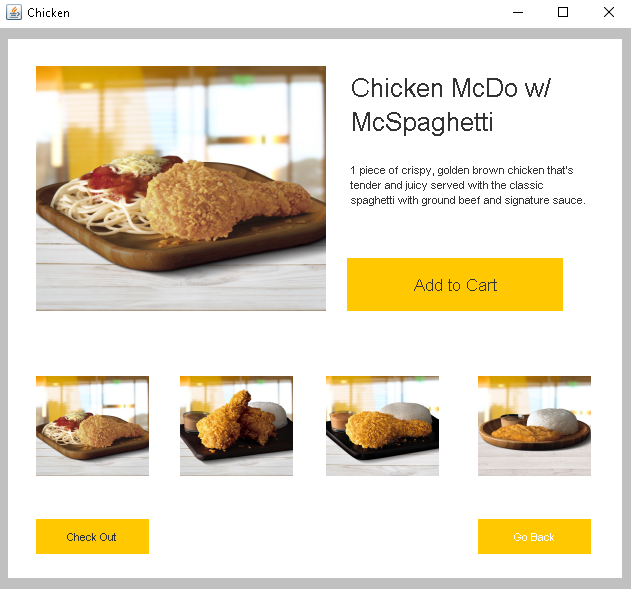 Chicken
Chicken McDo w/
McSpaghetti
1 piece of crispy, golden brown chicken that's
tender and juicy served with the classic
spaghetti with ground beef and signature sauce.
Add to Cart
Check Out
Go Back